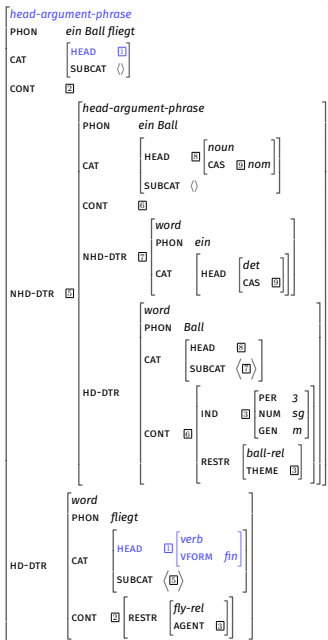 head-argument-phrase
PHON ein Ball fliegt
CAT [HEAD 1
SUBCAT ⟨⟩]
CONT 2
head-argument-phrase
PHON ein Ball
CAT [HEAD 8 [noun
CAS 9 nom]
SUBCAT ⟨⟩]
CONT 6
NHD-DTR 5
NHD-DTR 7 [word
PHON ein
CAT [HEAD [det
CAS 9]]]
HD-DTR
word
PHON Ball
CAT [HEAD 8
SUBCAT ⟨7⟩]
CONT 6 [IND 3 [PER 3
NUM sg
GEN m]
RESTR [ball-rel
THEME 3]]
HD-DTR
word
PHON fliegt
CAT [HEAD 1 [verb
VFORM fin]
SUBCAT ⟨5⟩]
CONT 2 [RESTR [fly-rel
AGENT 3]]